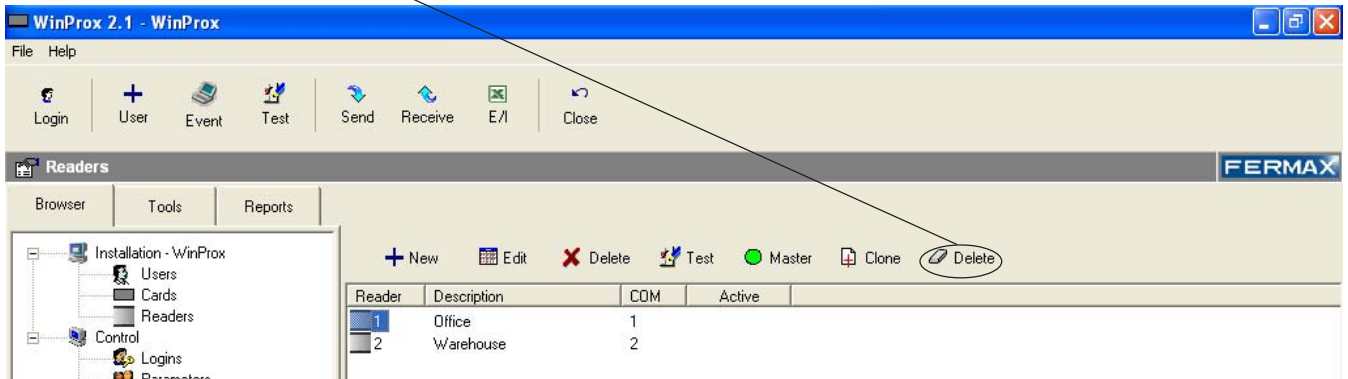 WinProx 2.1 - WinProx
File Help
Login User Event Test Send Receive E/I Close
Readers FERMAX
Browser Tools Reports
New Edit Delete Test Master Clone Delete
Installation - WinProx
Users
Cards
Readers
Control
Logins
Parameters
Reader Description COM Active
1 Office 1
2 Warehouse 2